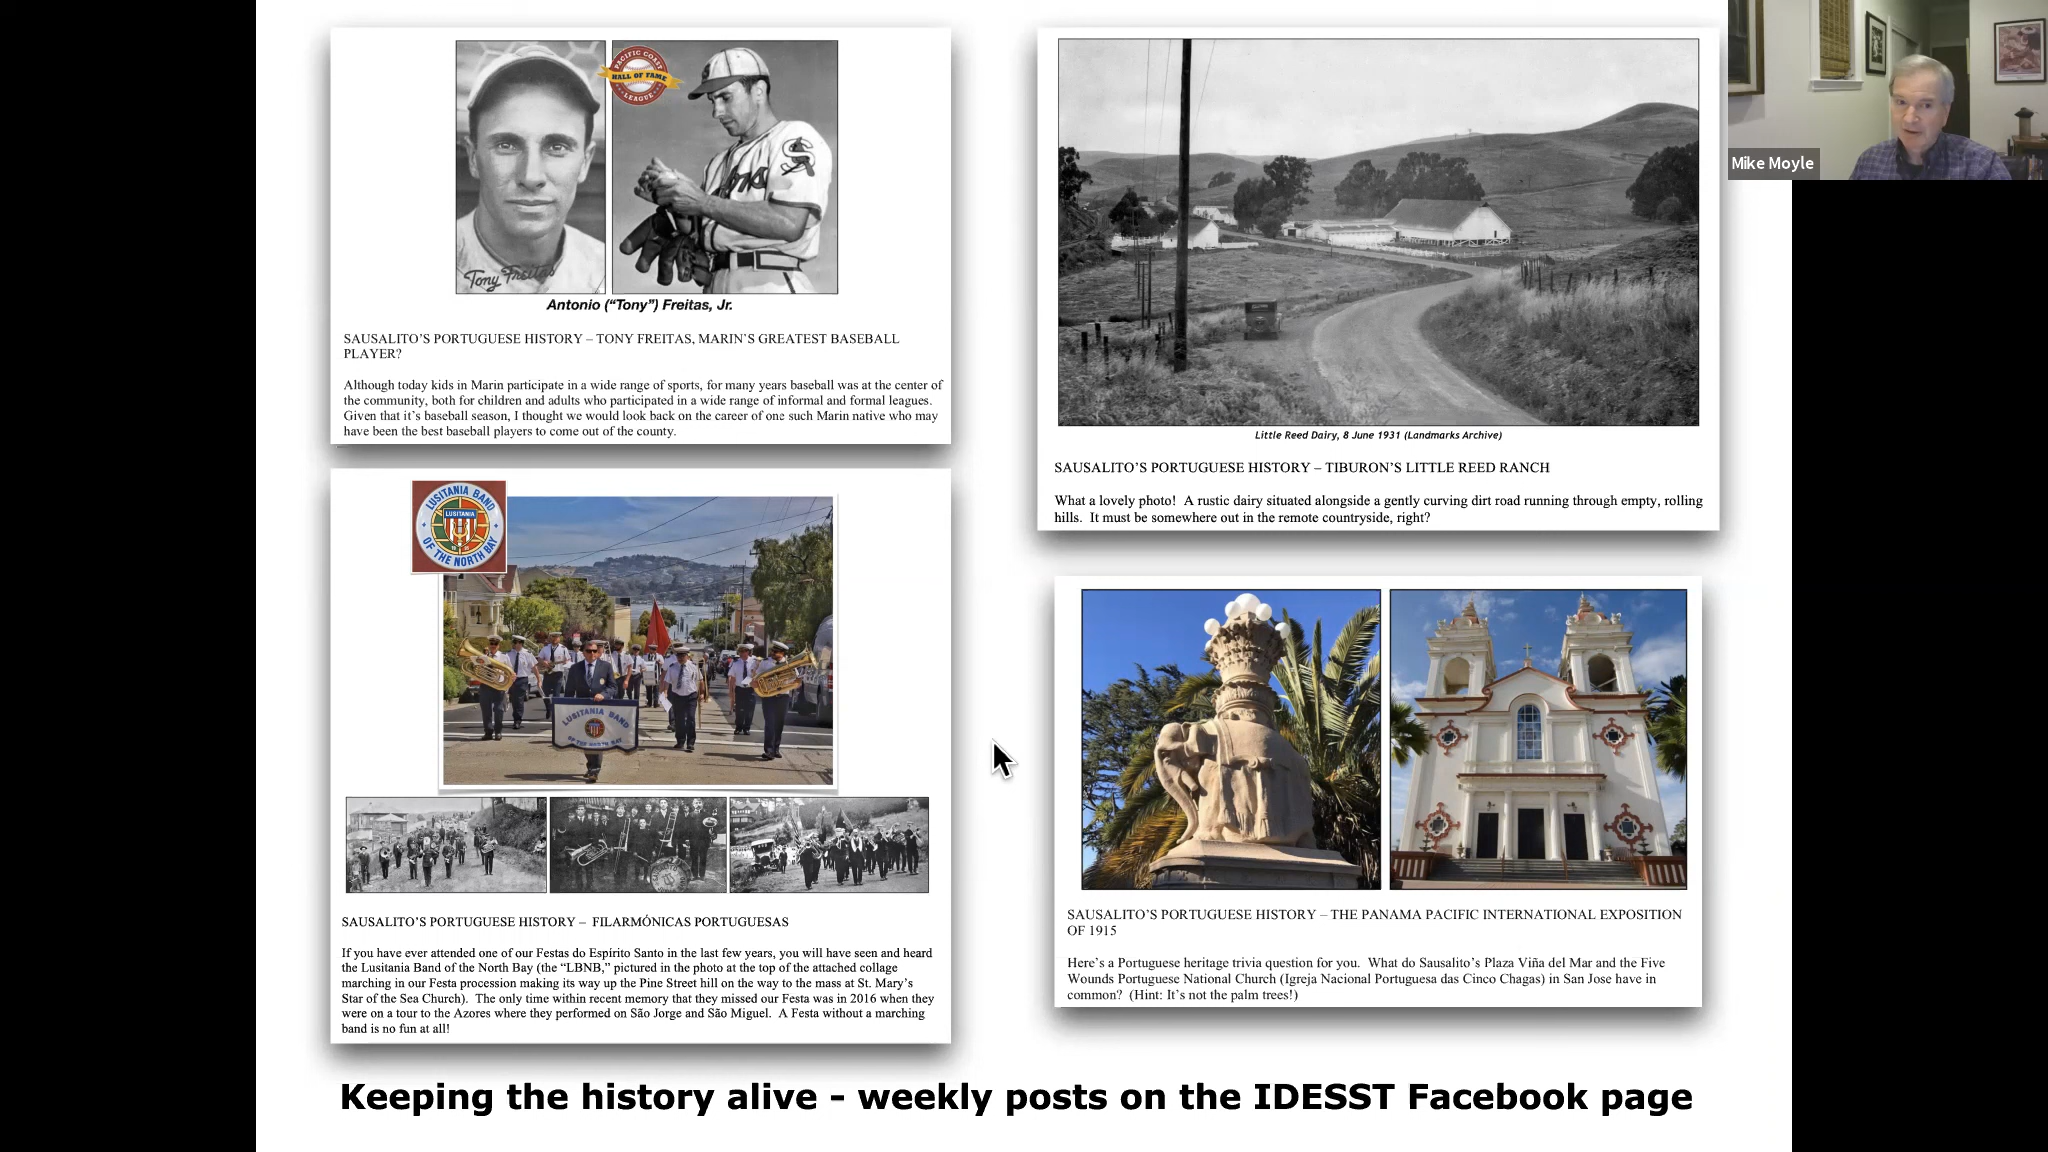 PACIFIC COAST
HALL OF FAME
LEAGUE
Tony Freitas
Antonio (“Tony”) Freitas, Jr.
SAUSALITO’S PORTUGUESE HISTORY – TONY FREITAS, MARIN’S GREATEST BASEBALL
PLAYER?
Although today kids in Marin participate in a wide range of sports, for many years baseball was at the center of
the community, both for children and adults who participated in a wide range of informal and formal leagues.
Given that it’s baseball season, I thought we would look back on the career of one such Marin native who may
have been the best baseball players to come out of the county.
LUSITANIA BAND
LUSITANIA
OF THE NORTH BAY
LUSITANIA BAND
OF THE NORTH BAY
SAUSALITO’S PORTUGUESE HISTORY – FILARMÓNICAS PORTUGUESAS
If you have ever attended one of our Festas do Espírito Santo in the last few years, you will have seen and heard
the Lusitania Band of the North Bay (the “LBNB,” pictured in the photo at the top of the attached collage
marching in our Festa procession making its way up the Pine Street hill on the way to the mass at St. Mary’s
Star of the Sea Church). The only time within recent memory that they missed our Festa was in 2016 when they
were on a tour to the Azores where they performed on São Jorge and São Miguel. A Festa without a marching
band is no fun at all!
Little Reed Dairy, 8 June 1931 (Landmarks Archive)
SAUSALITO’S PORTUGUESE HISTORY – TIBURON’S LITTLE REED RANCH
What a lovely photo! A rustic dairy situated alongside a gently curving dirt road running through empty, rolling
hills. It must be somewhere out in the remote countryside, right?
SAUSALITO’S PORTUGUESE HISTORY – THE PANAMA PACIFIC INTERNATIONAL EXPOSITION
OF 1915
Here’s a Portuguese heritage trivia question for you. What do Sausalito’s Plaza Viña del Mar and the Five
Wounds Portuguese National Church (Igreja Nacional Portuguesa das Cinco Chagas) in San Jose have in
common? (Hint: It’s not the palm trees!)
Keeping the history alive - weekly posts on the IDESST Facebook page
Mike Moyle